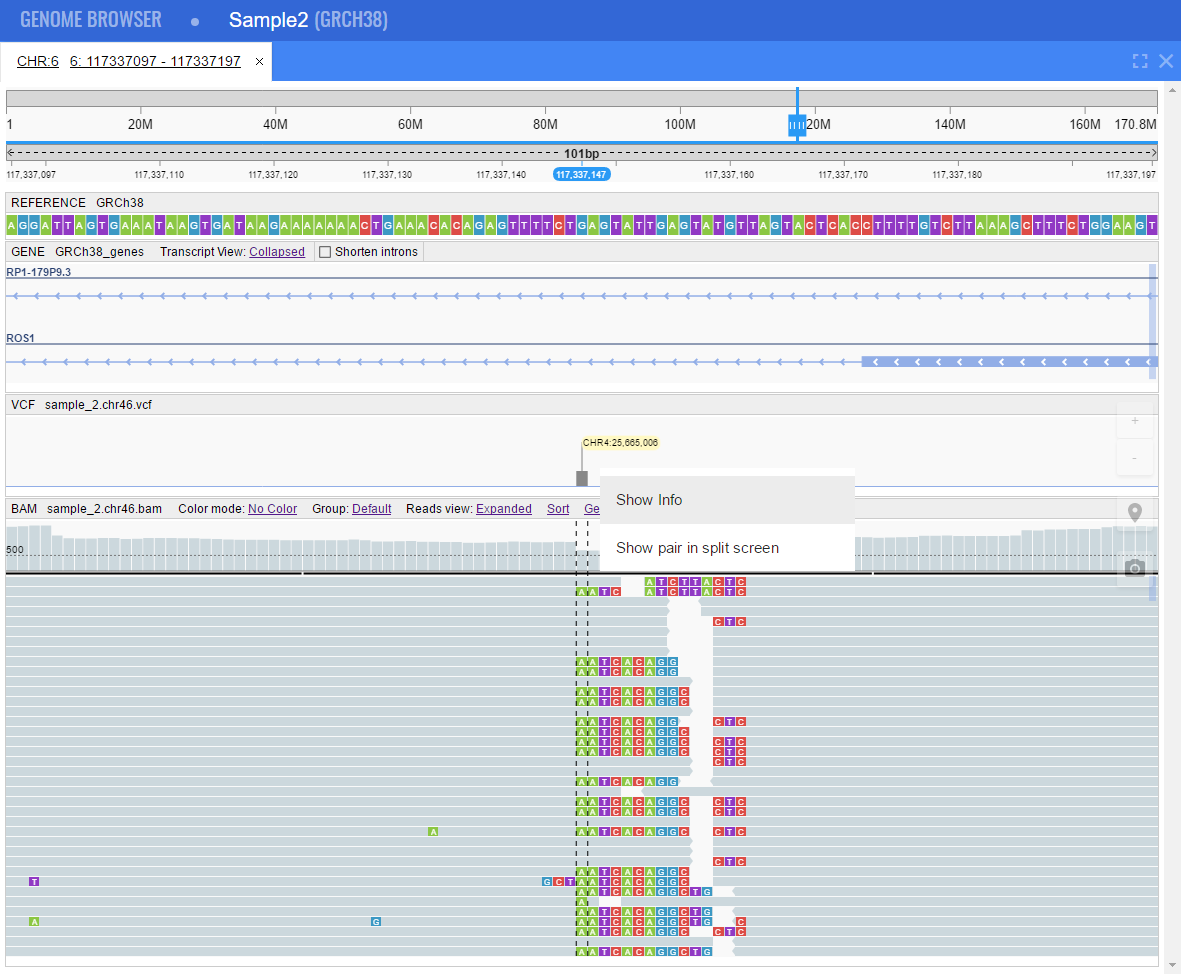 GENOME BROWSER • Sample2 (GRCH38)
CHR:6 6: 117337097 - 117337197 ×
1 20M 40M 60M 80M 100M 20M 140M 160M 170.8M
101bp
117,337,097 117,337,110 117,337,120 117,337,130 117,337,140 117,337,147 117,337,160 117,337,170 117,337,180 117,337,197
REFERENCE GRCh38
AGGATTAGTGAAATAAGTGATAAGAAAAAAACTGAAACACAGAGTTTTCTGAGTATTGAGTATGTTAGTACTCACCTTTTGTCTTAAAGCTTTCTGGAAGT
GENE GRCh38_genes Transcript View: Collapsed Shorten introns
RP1-179P9.3
ROS1
VCF sample_2.chr46.vcf
+
CHR4:25,665,006
-
Show Info
BAM sample_2.chr46.bam Color mode: No Color Group: Default Reads view: Expanded Sort Ge
Show pair in split screen
500
ATCTTACTC
AATC ATCTTACTC
CTC
AATCACAGG
AATCACAGG
AATCACAGGC
AATCACAGGC
AATCACAGG CTC
AATCACAGGC
AATCACAGGC CTC
AATCACAGGC CTC
CTC
AATCACAGG
AATCACAGGC CTC
AATCACAGGC CTC
A AATCACAGGC CTC
CTC
AATCACAGGC
T GCTAATCACAGGC
AATCACAGGCTG
A
AATCACAGGCTG
A G AATCACAGGCTG C
AATCACAGGC CTC
AATCACAGGCTG